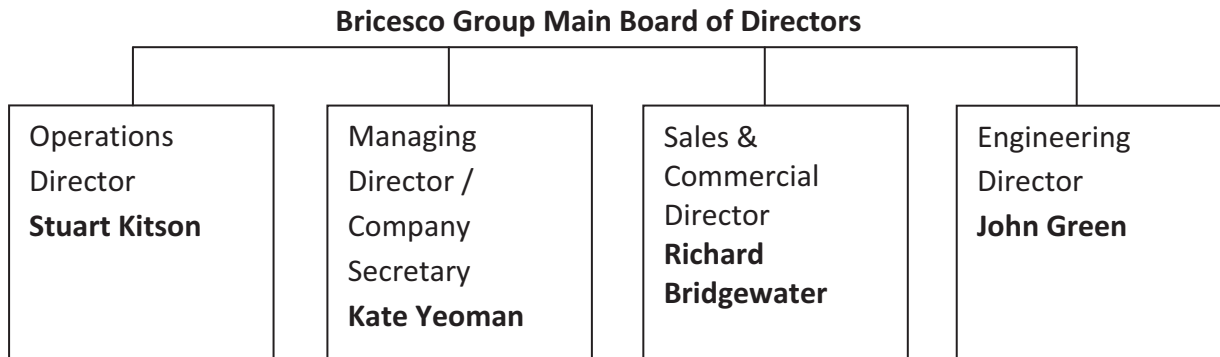 Bricesco Group Main Board of Directors
Operations
Director
Stuart Kitson
Managing
Director /
Company
Secretary
Kate Yeoman
Sales &
Commercial
Director
Richard
Bridgewater
Engineering
Director
John Green